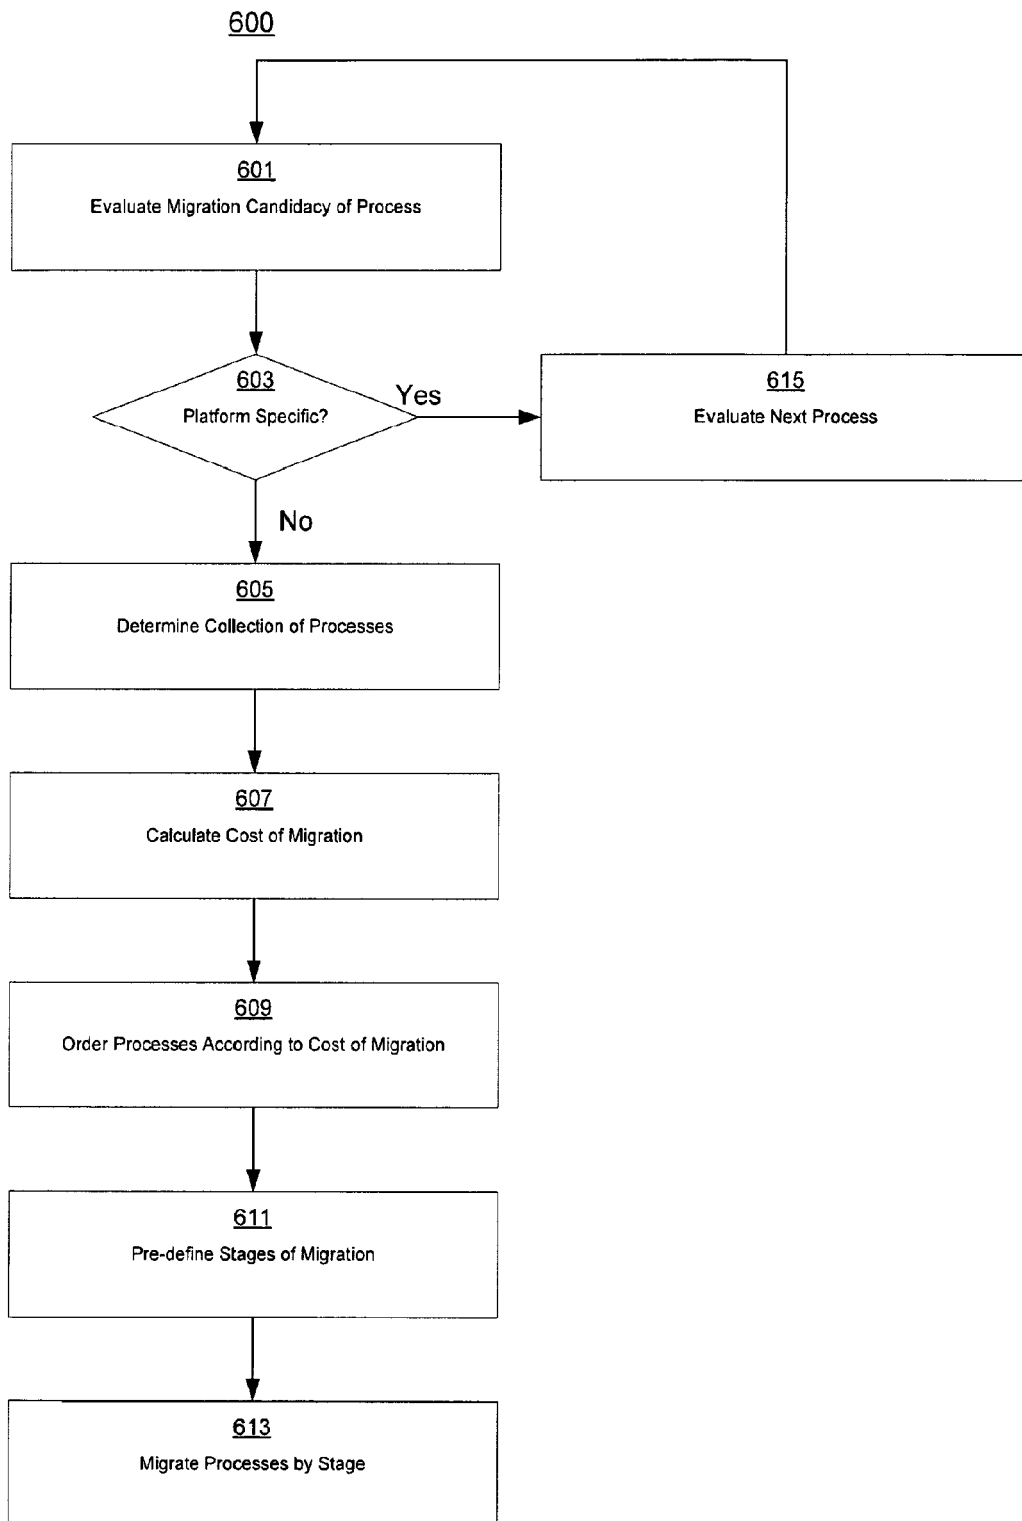 600
601
Evaluate Migration Candidacy of Process
603
Platform Specific?
Yes
615
Evaluate Next Process
No
605
Determine Collection of Processes
607
Calculate Cost of Migration
609
Order Processes According to Cost of Migration
611
Pre-define Stages of Migration
613
Migrate Processes by Stage